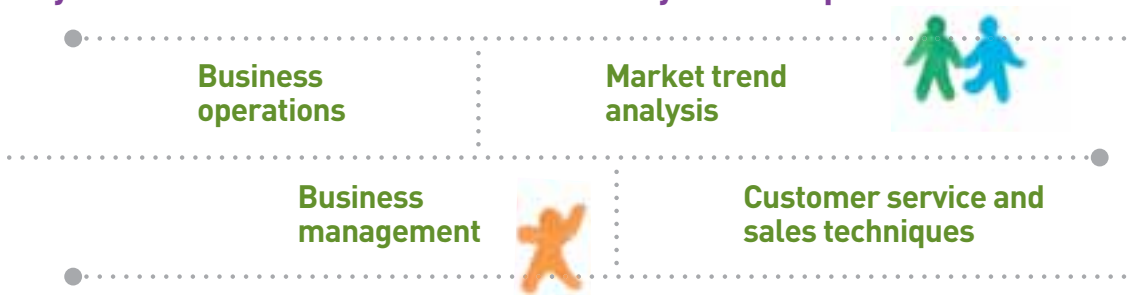 Business
operations
Market trend
analysis
Business
management
Customer service and
sales techniques